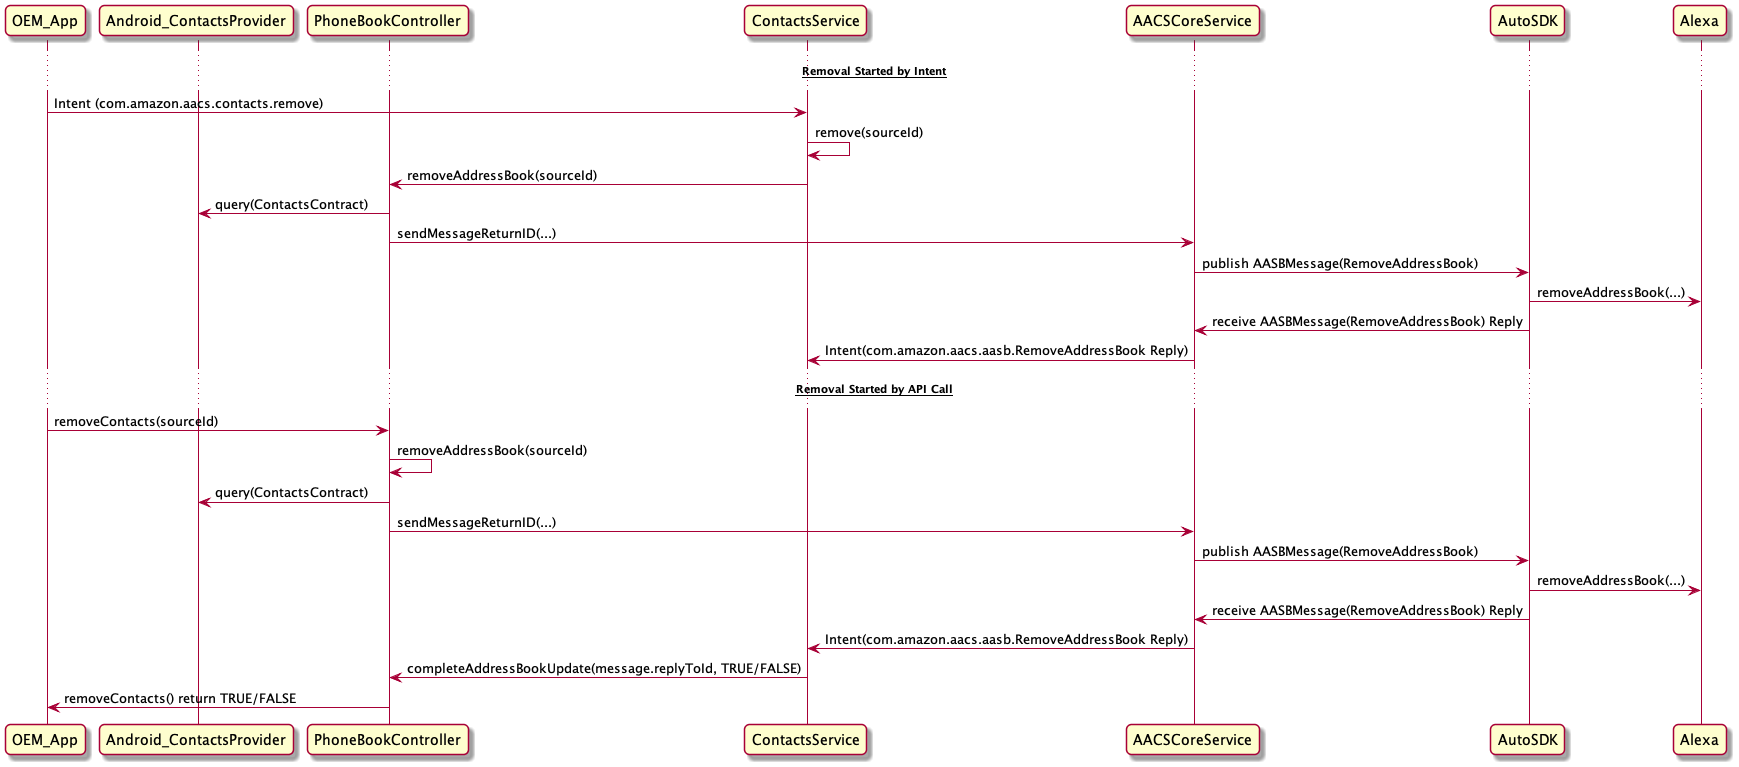 OEM_App
Android_ContactsProvider
PhoneBookController
ContactsService
AACSCoreService
AutoSDK
Alexa
Removal Started by Intent
Intent (com.amazon.aacs.contacts.remove)
remove(sourceId)
removeAddressBook(sourceId)
query(ContactsContract)
sendMessageReturnID(...)
publish AASBMessage(RemoveAddressBook)
removeAddressBook(...)
receive AASBMessage(RemoveAddressBook) Reply
Intent(com.amazon.aacs.aasb.RemoveAddressBook Reply)
Removal Started by API Call
removeContacts(sourceId)
removeAddressBook(sourceId)
query(ContactsContract)
sendMessageReturnID(...)
publish AASBMessage(RemoveAddressBook)
removeAddressBook(...)
receive AASBMessage(RemoveAddressBook) Reply
Intent(com.amazon.aacs.aasb.RemoveAddressBook Reply)
completeAddressBookUpdate(message.replyToId, TRUE/FALSE)
removeContacts() return TRUE/FALSE
OEM_App
Android_ContactsProvider
PhoneBookController
ContactsService
AACSCoreService
AutoSDK
Alexa